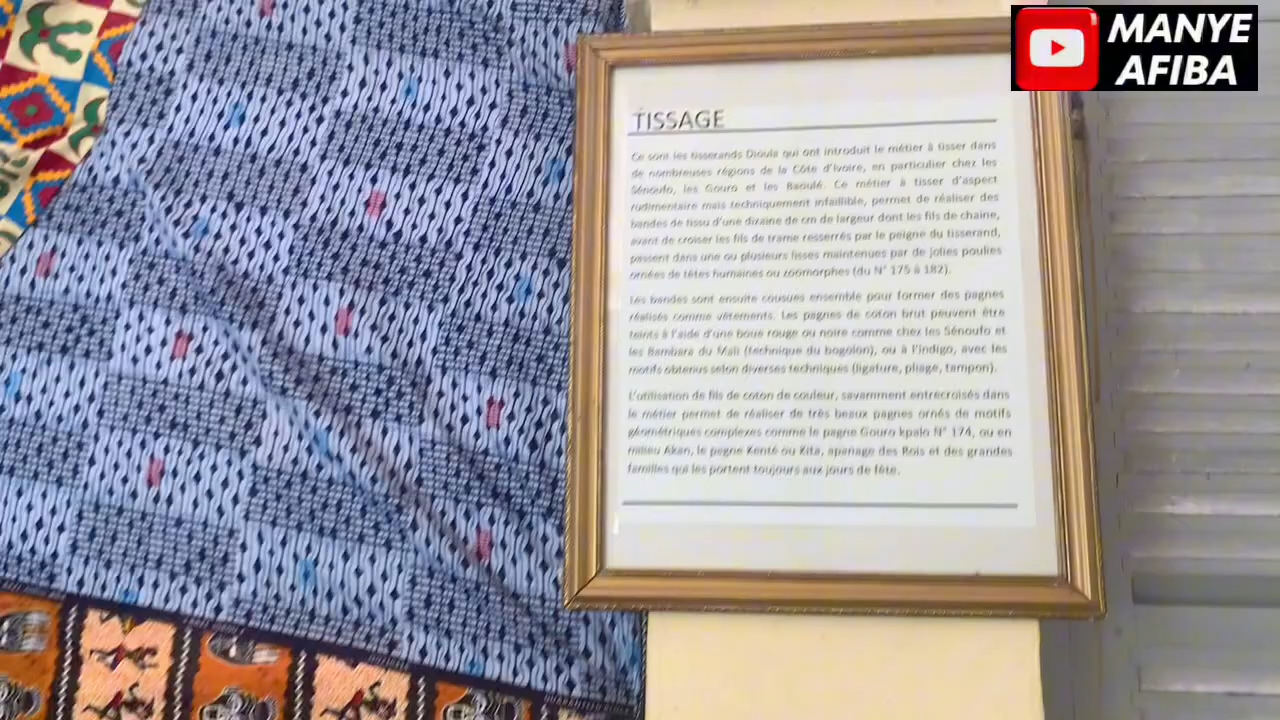 MANYE
AFIBA
TISSAGE
Ce sont les tisserands Dioula qui ont introduit le métier à tisser dans
de nombreuses régions de la Côte d'Ivoire, en particulier chez les
Sénoufo, les Gouro et les Baoulé. Ce métier à tisser d'aspect
rudimentaire mais techniquement infaillible, permet de réaliser des
bandes de tissu d'une dizaine de cm de largeur dont les fils de chaine,
avant de croiser les fils de trame resserrés par le peigne du tisserand,
passent dans une ou plusieurs lisses maintenues par de jolies poulies
ornées de têtes humaines ou zoomorphes (du N° 175 à 182).
Les bandes sont ensuite cousues ensemble pour former des pagnes
réalisés comme vêtements. Les pagnes de coton brut peuvent être
teints à l'aide d'une boue rouge ou noire comme chez les Sénoufo et
les Bambara du Mali (technique du bogolon), ou à l'indigo, avec les
motifs obtenus selon diverses techniques (ligature, pliage, tampon).
L'utilisation de fils de coton de couleur, savamment entrecroisés dans
le métier permet de réaliser de très beaux pagnes ornés de motifs
géométriques complexes comme le pagne Gouro kpalo N° 174, ou en
milieu Akan, le pagne Kenté ou Kita, apanage des Rois et des grandes
familles qui les portent toujours aux jours de fête.